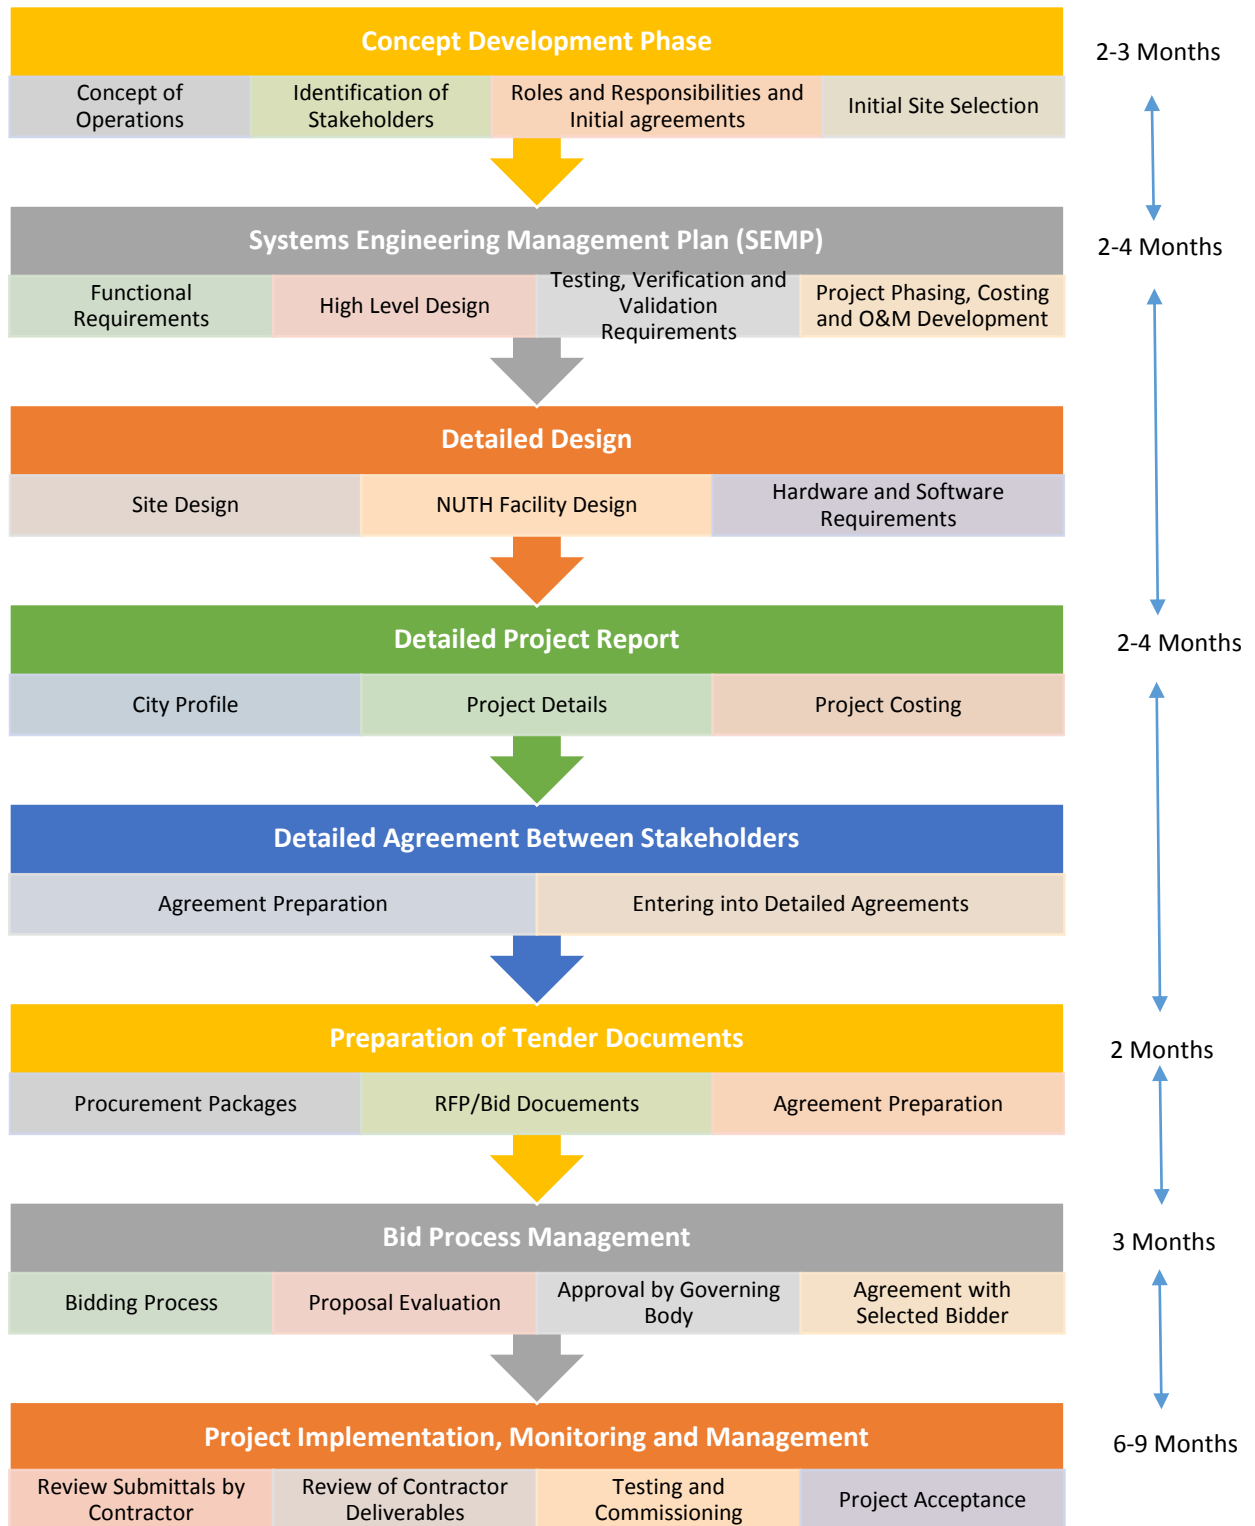 Concept Development Phase
2-3 Months
Concept of
Operations
Identification of
Stakeholders
Roles and Responsibilities and
Initial agreements
Initial Site Selection
Systems Engineering Management Plan (SEMP)
2-4 Months
Functional
Requirements
High Level Design
Testing, Verification and
Validation
Requirements
Project Phasing, Costing
and O&M Development
Detailed Design
Site Design
NUTH Facility Design
Hardware and Software
Requirements
Detailed Project Report
2-4 Months
City Profile
Project Details
Project Costing
Detailed Agreement Between Stakeholders
Agreement Preparation
Entering into Detailed Agreements
Preparation of Tender Documents
2 Months
Procurement Packages
RFP/Bid Docuements
Agreement Preparation
Bid Process Management
3 Months
Bidding Process
Proposal Evaluation
Approval by Governing
Body
Agreement with
Selected Bidder
Project Implementation, Monitoring and Management
6-9 Months
Review Submittals by
Contractor
Review of Contractor
Deliverables
Testing and
Commissioning
Project Acceptance